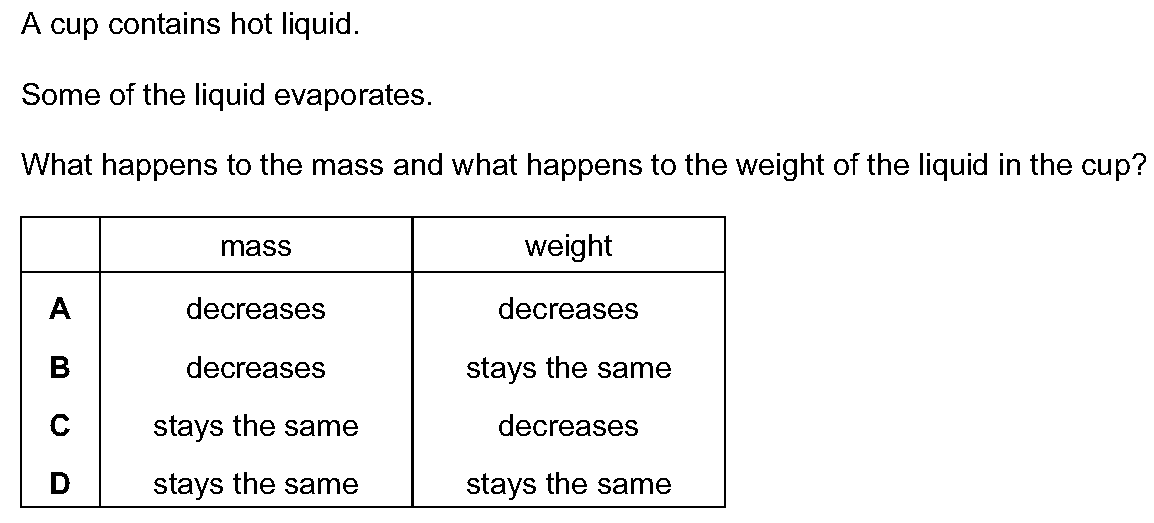 A cup contains hot liquid.
Some of the liquid evaporates.
What happens to the mass and what happens to the weight of the liquid in the cup?
mass weight
A decreases decreases
B decreases stays the same
C stays the same decreases
D stays the same stays the same